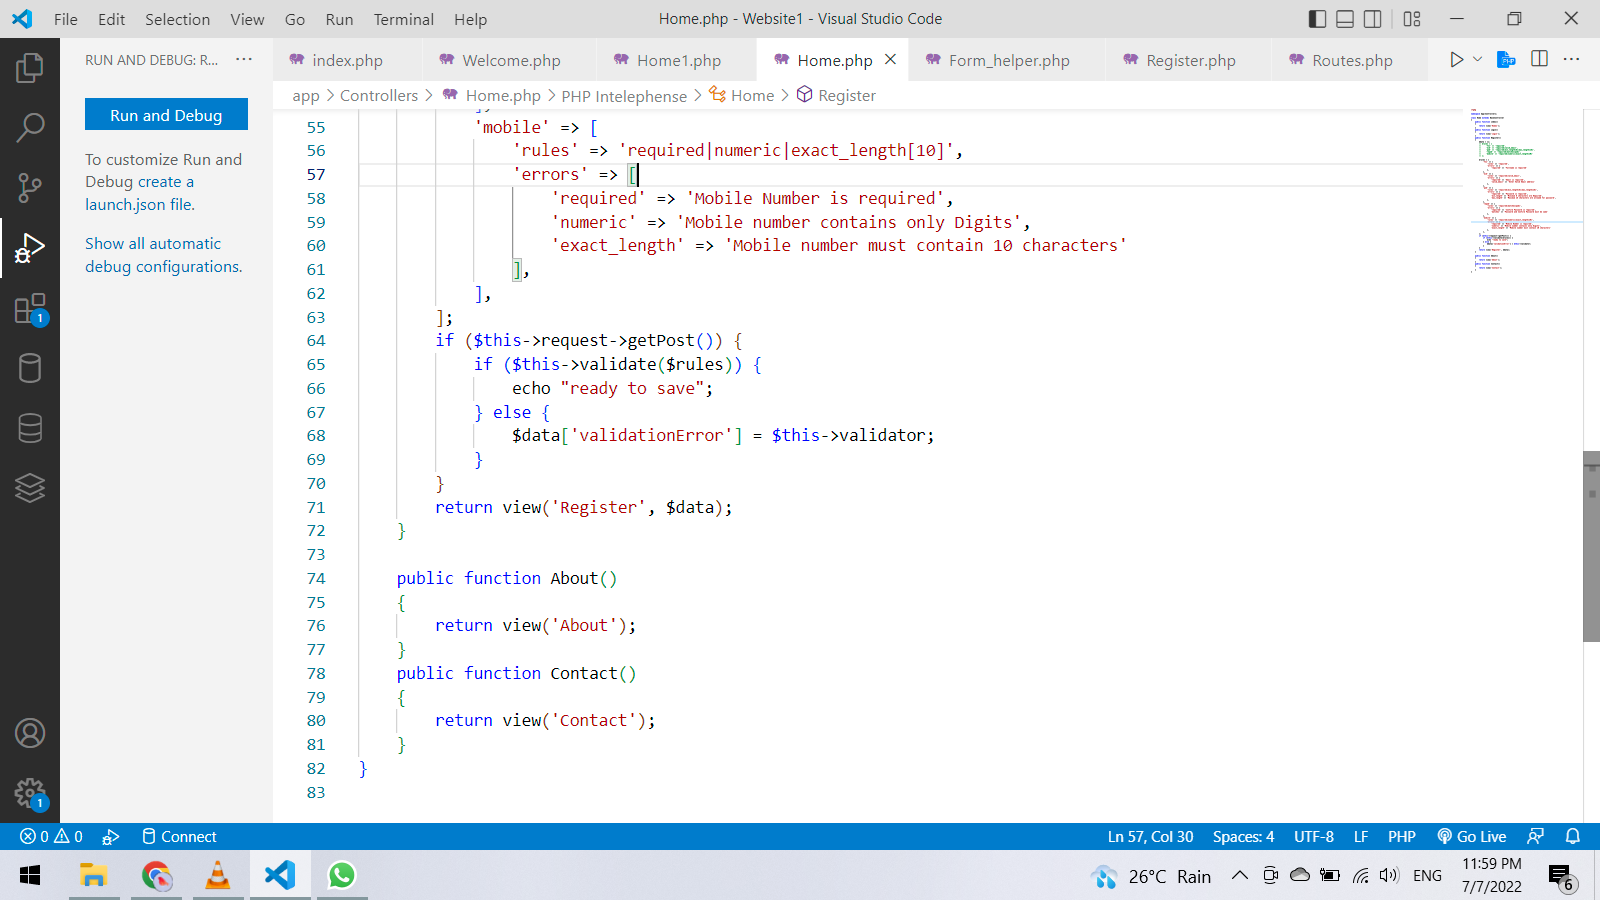 File Edit Selection View Go Run Terminal Help
Home.php - Website1 - Visual Studio Code
RUN AND DEBUG: R... ···
index.php Welcome.php Home1.php Home.php Form_helper.php Register.php Routes.php
app > Controllers > Home.php > PHP Intelephense > Home > Register
Run and Debug
To customize Run and
Debug create a
launch.json file.
Show all automatic
debug configurations.
55 'mobile' => [
56 'rules' => 'required|numeric|exact_length[10]',
57 'errors' => [
58 'required' => 'Mobile Number is required',
59 'numeric' => 'Mobile number contains only Digits',
60 'exact_length' => 'Mobile number must contain 10 characters'
61 ],
62 ],
63 ];
64 if ($this->request->getPost()) {
65 if ($this->validate($rules)) {
66 echo "ready to save";
67 } else {
68 $data['validationError'] = $this->validator;
69 }
70 }
71 return view('Register', $data);
72 }
73
74 public function About()
75 {
76 return view('About');
77 }
78 public function Contact()
79 {
80 return view('Contact');
81 }
82 }
83
1
1
0 0 Connect
Ln 57, Col 30 Spaces: 4 UTF-8 LF PHP Go Live
26°C Rain ENG
11:59 PM
7/7/2022
6